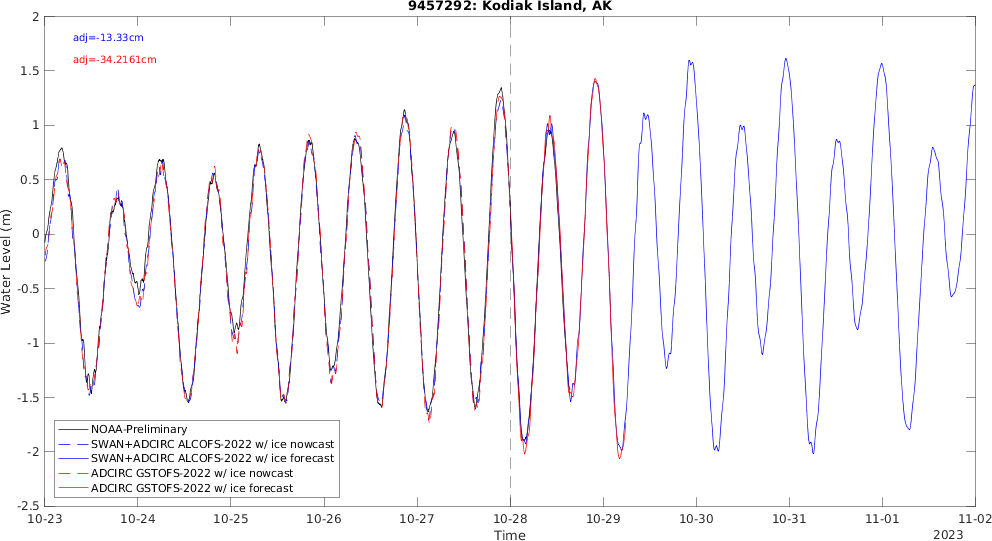 9457292: Kodiak Island, AK
adj=-13.33cm
adj=-34.2161cm
2
1.5
1
0.5
0
-0.5
-1
-1.5
-2
-2.5
Water Level (m)
NOAA-Preliminary
SWAN+ADCIRC ALCOFS-2022 w/ ice nowcast
SWAN+ADCIRC ALCOFS-2022 w/ ice forecast
ADCIRC GSTOFS-2022 w/ ice nowcast
ADCIRC GSTOFS-2022 w/ ice forecast
10-23 10-24 10-25 10-26 10-27 10-28 10-29 10-30 10-31 11-01 11-02
Time
2023